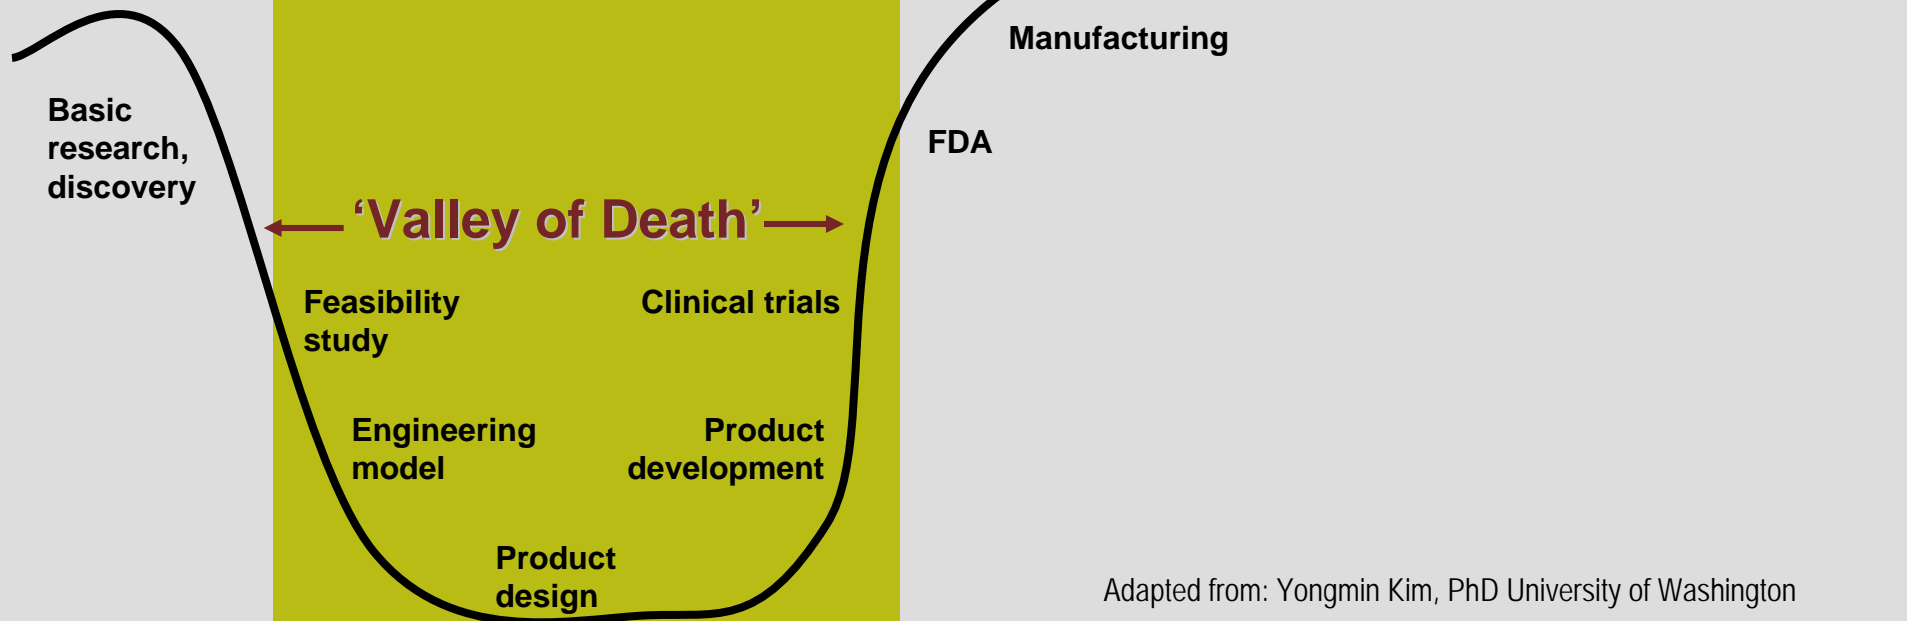 Basic
research,
discovery
‘Valley of Death’
Feasibility
study
Engineering
model
Product
design
Product
development
Clinical trials
FDA
Manufacturing
Adapted from: Yongmin Kim, PhD University of Washington